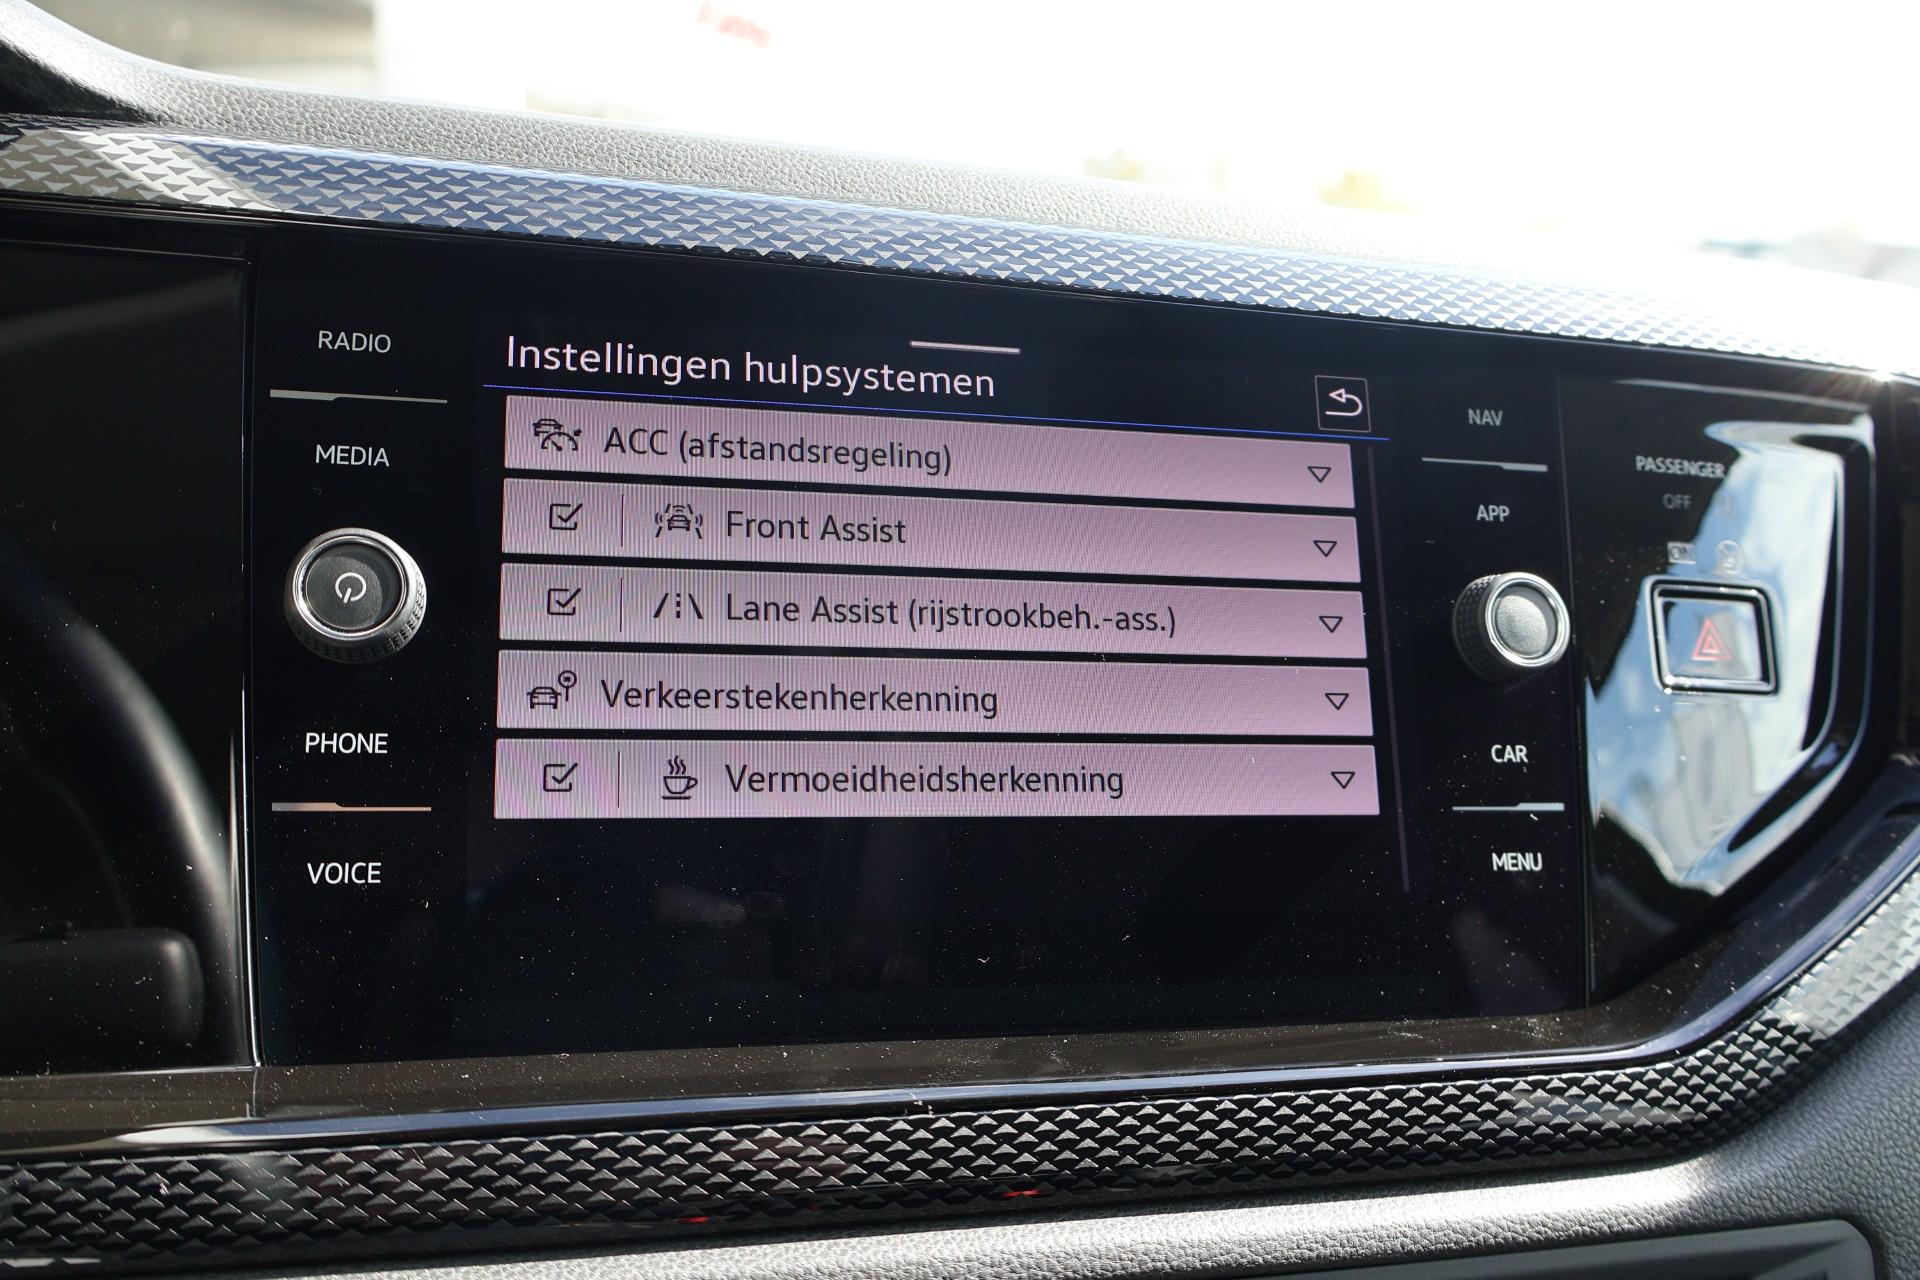 RADIO
MEDIA
PHONE
VOICE
Instellingen hulpsystemen
ACC (afstandsregeling)
Front Assist
Lane Assist (rijstrookbeh.-ass.)
Verkeerstekenherkenning
Vermoeidheidsherkenning
NAV
APP
CAR
MENU
PASSENGER
OFF
ON